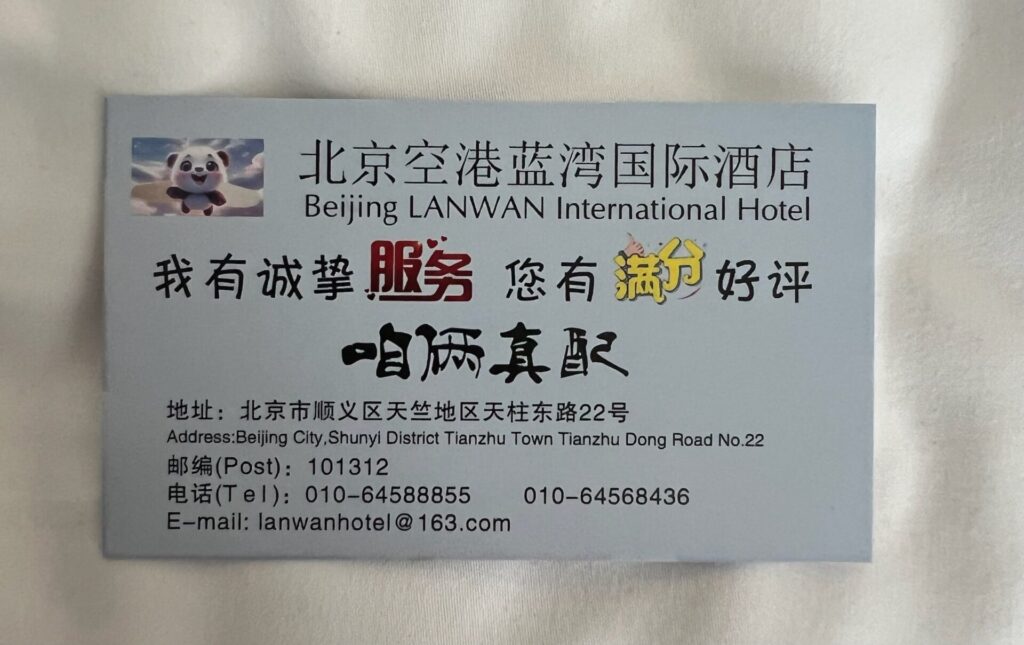 北京空港蓝湾国际酒店
Beijing LANWAN International Hotel
我有诚挚服务 您有满分好评
咱俩真配
地址：北京市顺义区天竺地区天柱东路22号
Address:Beijing City,Shunyi District Tianzhu Town Tianzhu Dong Road No.22
邮编(Post)：101312
电话(Tel)：010-64588855 010-64568436
E-mail: lanwanhotel@163.com